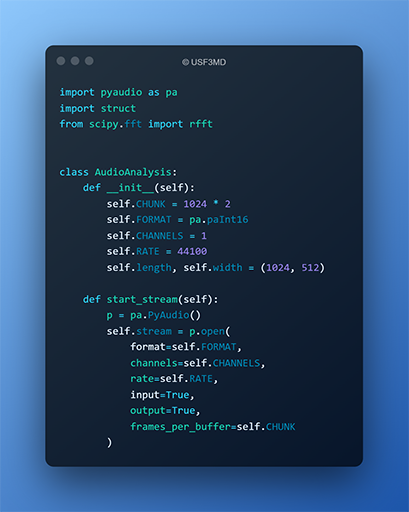 © USF3MD
import pyaudio as pa
import struct
from scipy.fft import rfft
class AudioAnalysis:
    def __init__(self):
        self.CHUNK = 1024 * 2
        self.FORMAT = pa.paInt16
        self.CHANNELS = 1
        self.RATE = 44100
        self.length, self.width = (1024, 512)
    def start_stream(self):
        p = pa.PyAudio()
        self.stream = p.open(
            format=self.FORMAT,
            channels=self.CHANNELS,
            rate=self.RATE,
            input=True,
            output=True,
            frames_per_buffer=self.CHUNK
        )